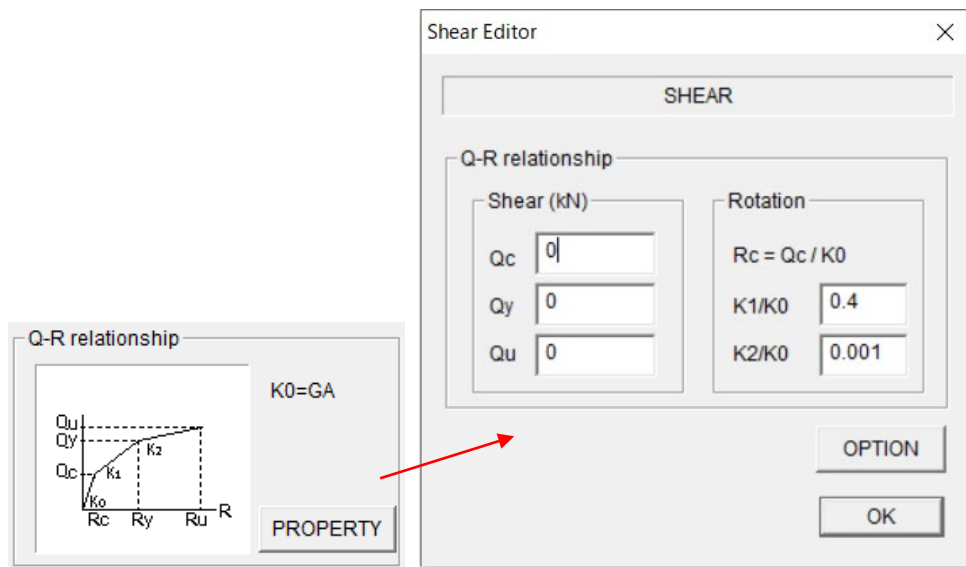 Shear Editor
SHEAR
Q-R relationship
Shear (kN)
Qc 0
Qy 0
Qu 0
Rotation
Rc = Qc / K0
K1/K0 0.4
K2/K0 0.001
OPTION
OK
Q-R relationship
K0=GA
Qu
Qy
Qc
K0
K1
K2
Rc Ry Ru R
PROPERTY